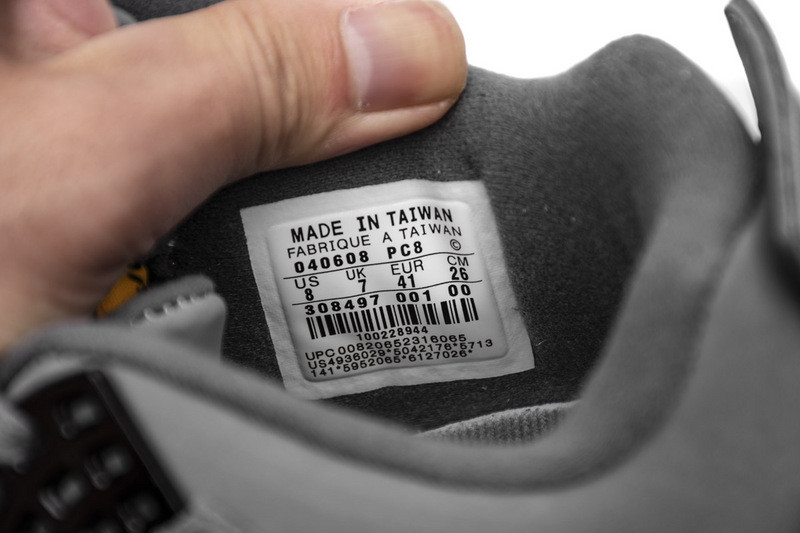 MADE IN TAIWAN
FABRIQUE A TAIWAN
040608 PC8 ©
US UK EUR CM
8 7 41 26
308497 001 00
100228944
UPC00820652316065
US4936029*5042176*5713
141*5952065*6127026*